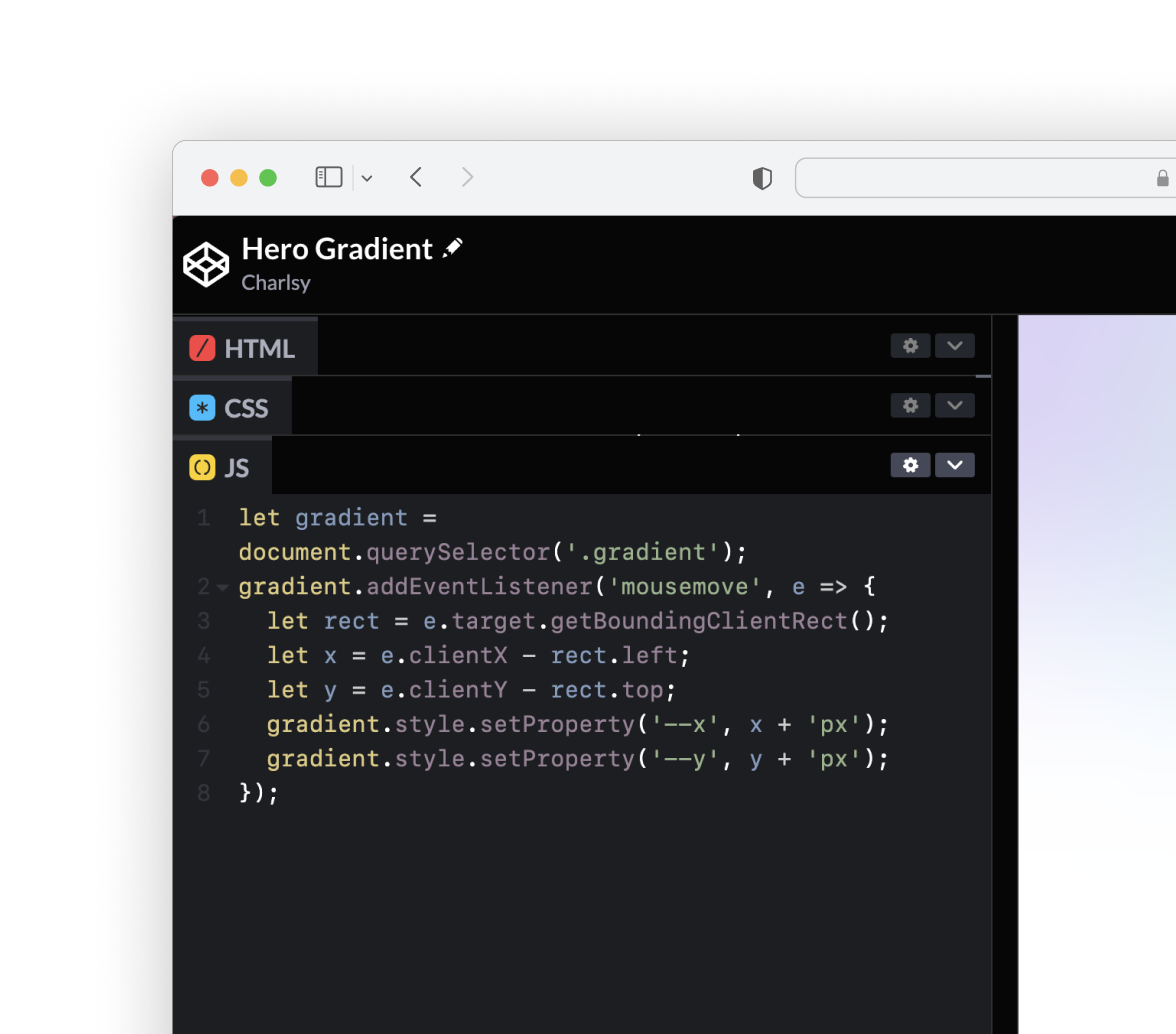 Hero Gradient
Charlsy
/ HTML
* CSS
() JS
1 let gradient =
document.querySelector('.gradient');
2 gradient.addEventListener('mousemove', e => {
3 let rect = e.target.getBoundingClientRect();
4 let x = e.clientX - rect.left;
5 let y = e.clientY - rect.top;
6 gradient.style.setProperty('--x', x + 'px');
7 gradient.style.setProperty('--y', y + 'px');
8 });